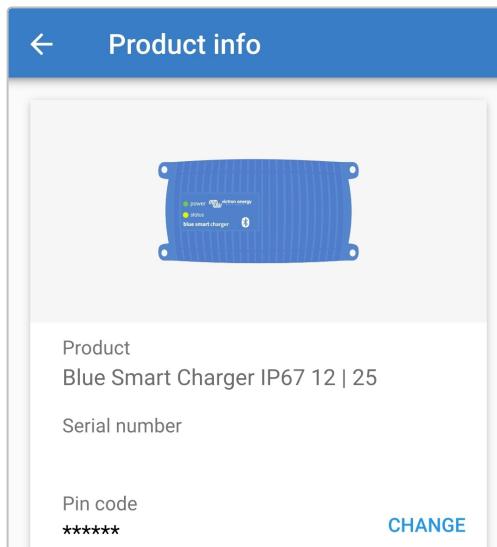 Product info
power victron energy
status
blue smart charger
Product
Blue Smart Charger IP67 12 | 25
Serial number
Pin code
******
CHANGE